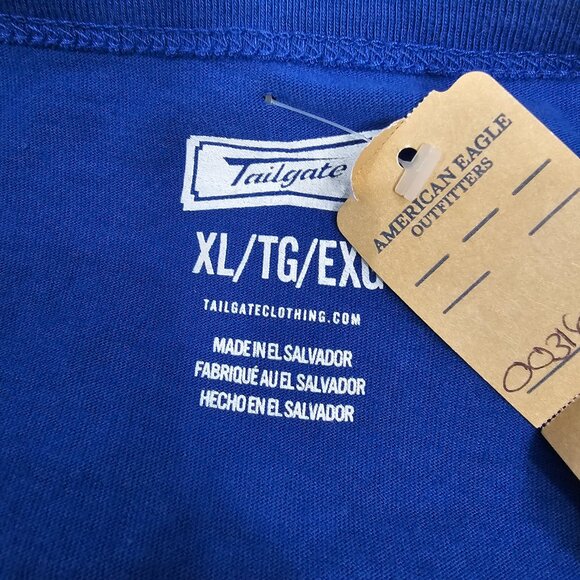 Tailgate
XL/TG/EXG
TAILGATECLOTHING.COM
MADE IN EL SALVADOR
FABRIQUÉ AU EL SALVADOR
HECHO EN EL SALVADOR
AMERICAN EAGLE
OUTFITTERS